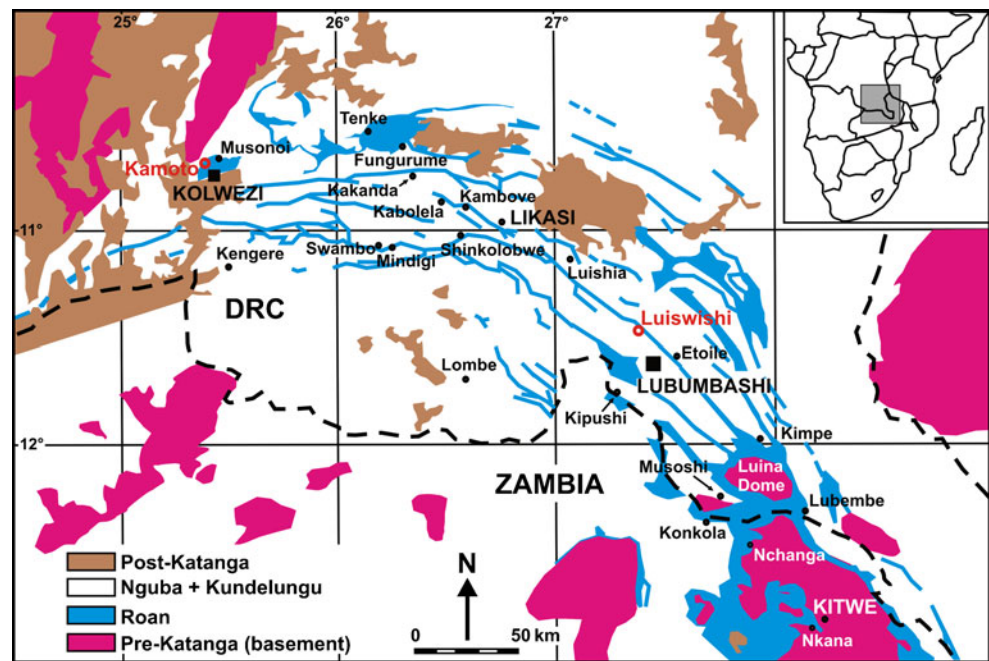 25°
26°
27°
Tenke
Musonoi
Kamoto
Fungurume
KOLWEZI
Kakanda
Kambove
Kabolela
LIKASI
11°
Swambo
Shinkolobwe
Kengere
Mindigi
Luishia
DRC
Luiswishi
Etoile
Lombe
LUBUMBASHI
Kipushi
12°
Kimpe
ZAMBIA
Musoshi
Luina
Dome
Lubembe
Konkola
Nchanga
Post-Katanga
Nguba + Kundelungu
N
Roan
KITWE
Pre-Katanga (basement)
0 50 km
Nkana